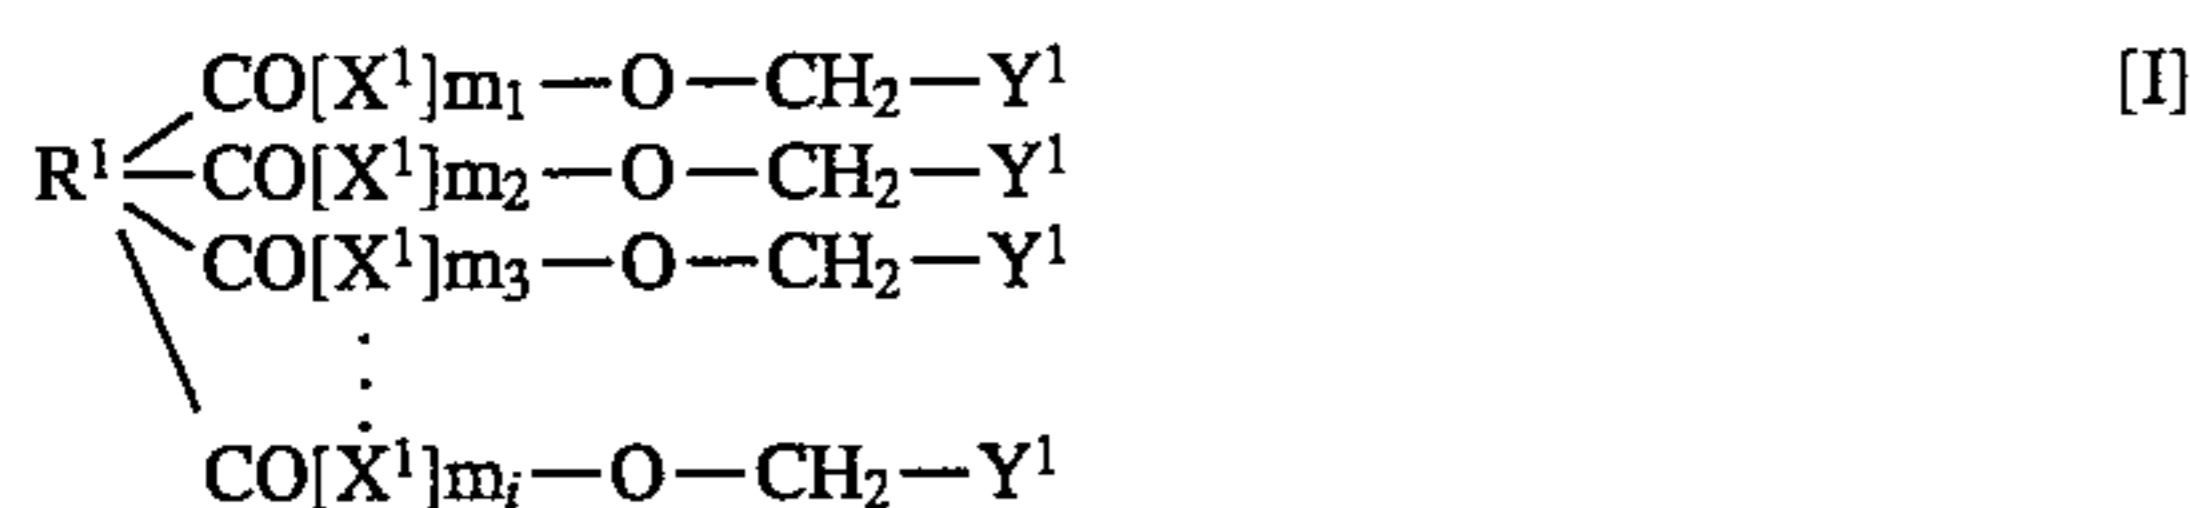 CO[X¹]m₁—O—CH₂—Y¹ [I]
R¹—CO[X¹]m₂—O—CH₂—Y¹
CO[X¹]m₃—O—CH₂—Y¹
CO[X¹]mᵢ—O—CH₂—Y¹